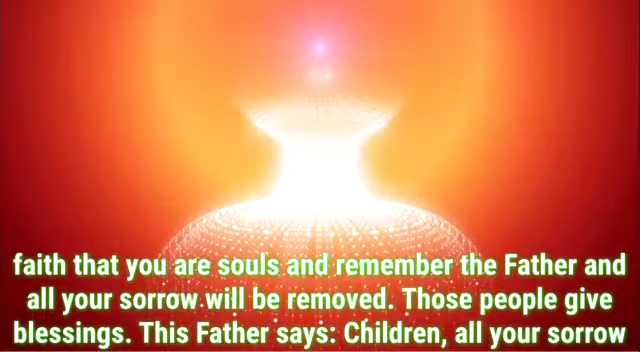 faith that you are souls and remember the Father and
all your sorrow will be removed. Those people give
blessings. This Father says: Children, all your sorrow